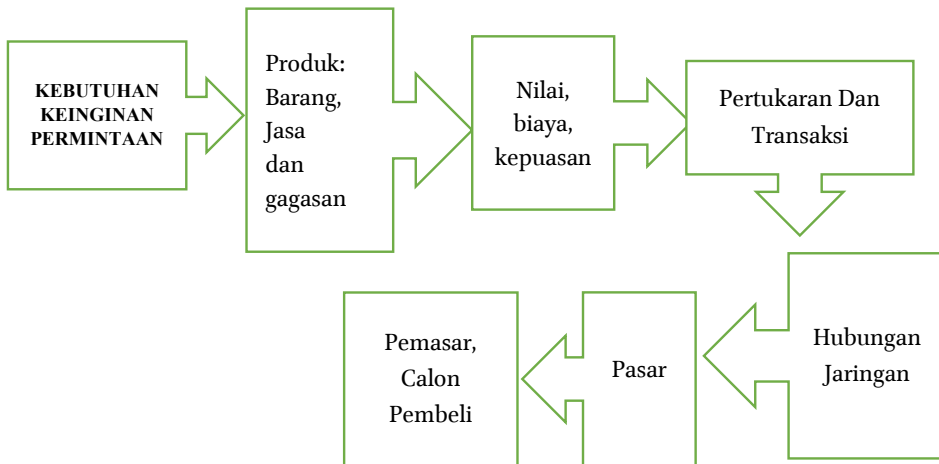 KEBUTUHAN
KEINGINAN
PERMINTAAN
Produk:
Barang,
Jasa
dan
gagasan
Nilai,
biaya,
kepuasan
Pertukaran Dan
Transaksi
Hubungan
Jaringan
Pasar
Pemasar,
Calon
Pembeli